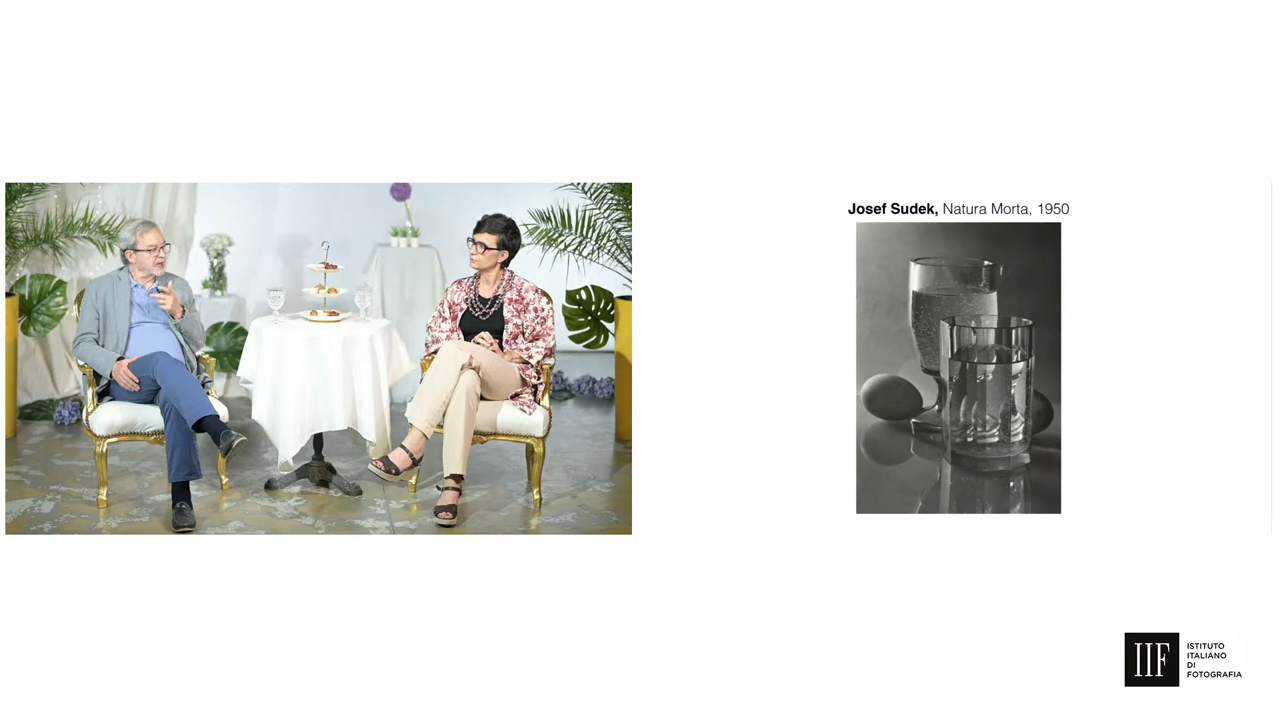 Josef Sudek, Natura Morta, 1950
IIF
ISTITUTO
ITALIANO
DI
FOTOGRAFIA